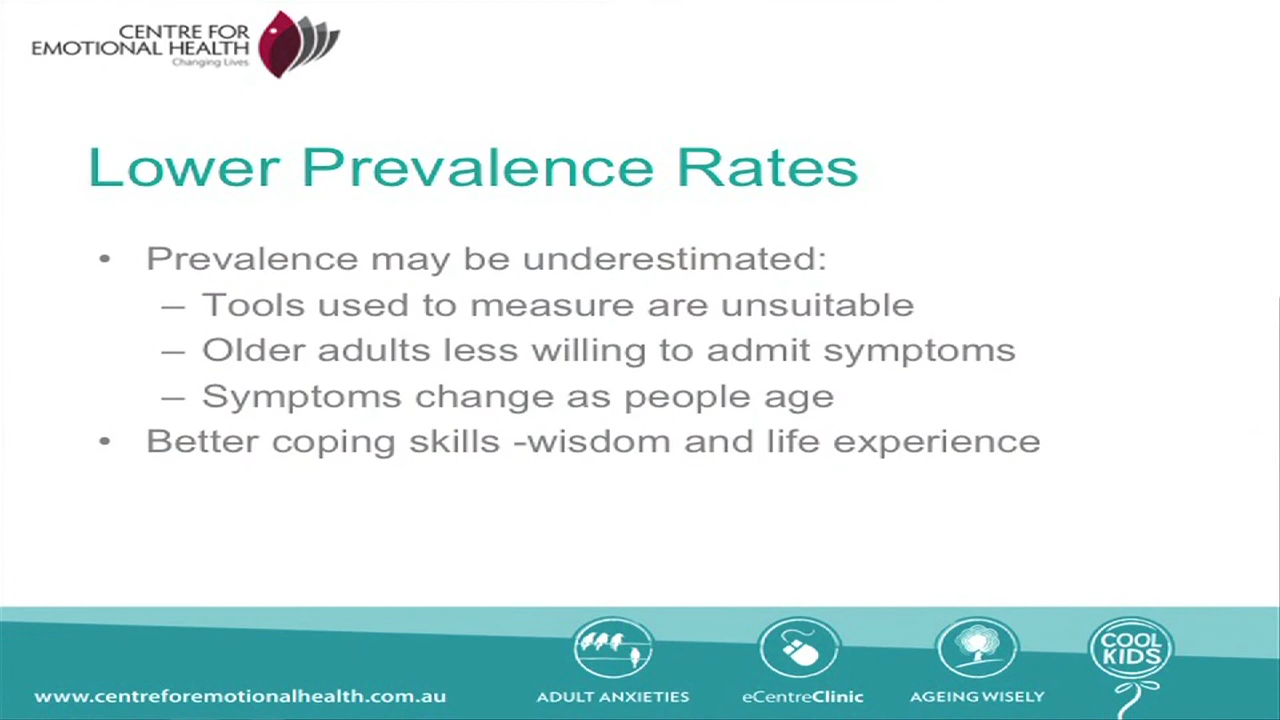 CENTRE FOR
EMOTIONAL HEALTH
Changing Lives
Lower Prevalence Rates
• Prevalence may be underestimated:
– Tools used to measure are unsuitable
– Older adults less willing to admit symptoms
– Symptoms change as people age
• Better coping skills -wisdom and life experience
COOL
KIDS
www.centreforemotionalhealth.com.au
ADULT ANXIETIES
eCentreClinic
AGEING WISELY